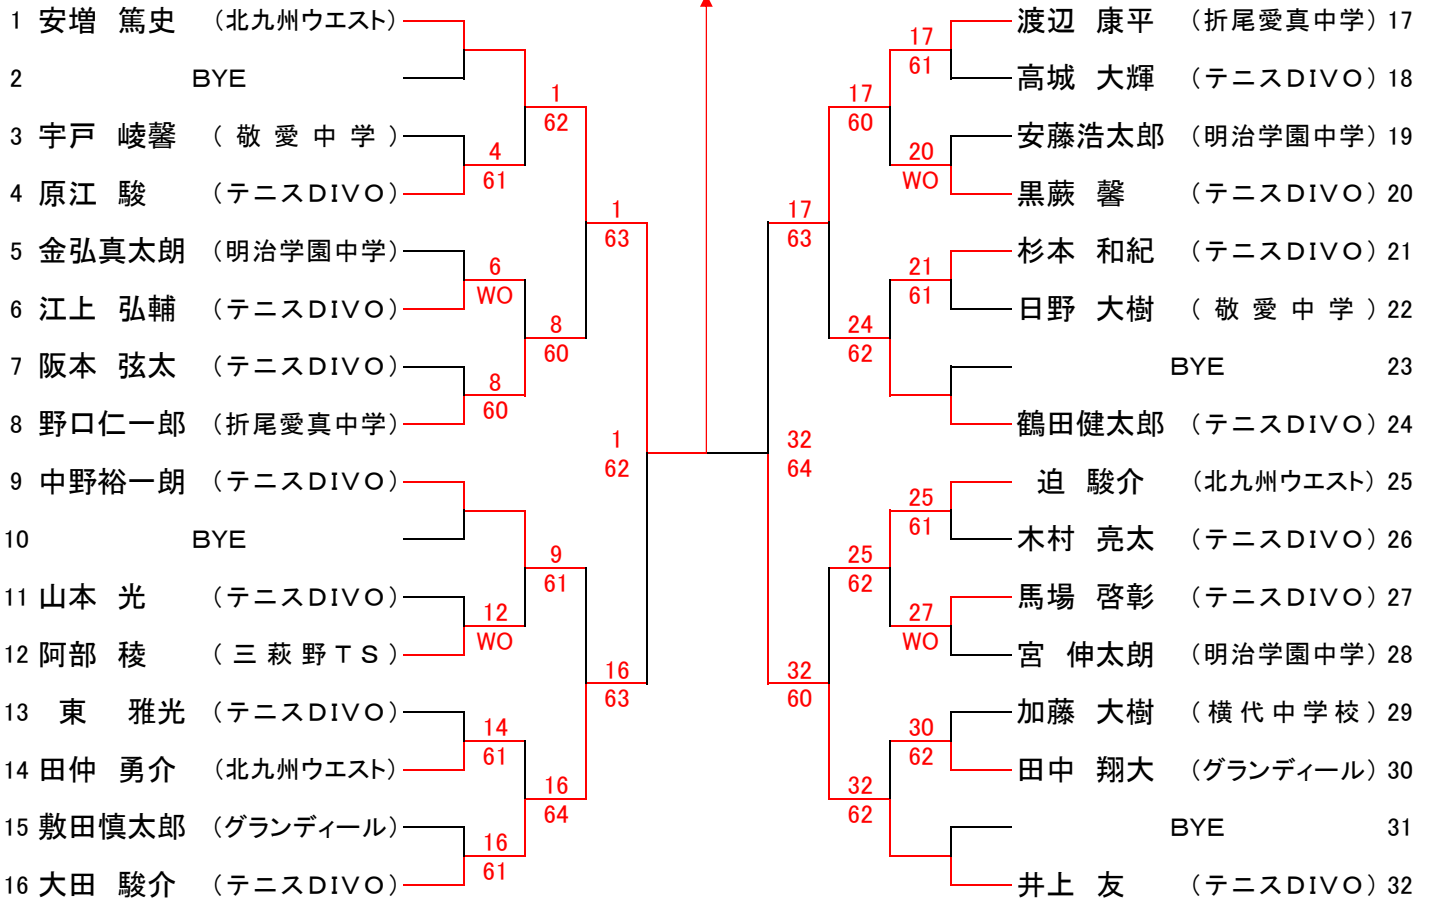 1 安増 篤史 （北九州ウエスト）
2 BYE
3 宇戸 崚馨 （ 敬 愛 中 学 ）
4 原江 駿 （テニスDIVO）
5 金弘真太朗 （明治学園中学）
6 江上 弘輔 （テニスDIVO）
7 阪本 弦太 （テニスDIVO）
8 野口仁一郎 （折尾愛真中学）
9 中野裕一朗 （テニスDIVO）
10 BYE
11 山本 光 （テニスDIVO）
12 阿部 稜 （ 三 萩 野 T S ）
13 東 雅光 （テニスDIVO）
14 田仲 勇介 （北九州ウエスト）
15 敷田慎太郎 （グランディール）
16 大田 駿介 （テニスDIVO）
4
61
6
WO
8
60
12
WO
14
61
16
61
1
62
8
60
9
61
16
64
1
63
16
63
1
62
32
64
17
63
32
60
17
60
24
62
25
62
32
62
17
61
20
WO
21
61
25
61
27
WO
30
62
渡辺 康平 （折尾愛真中学） 17
高城 大輝 （テニスDIVO） 18
安藤浩太郎 （明治学園中学） 19
黒蕨 馨 （テニスDIVO） 20
杉本 和紀 （テニスDIVO） 21
日野 大樹 （ 敬 愛 中 学 ） 22
BYE 23
鶴田健太郎 （テニスDIVO） 24
迫 駿介 （北九州ウエスト） 25
木村 亮太 （テニスDIVO） 26
馬場 啓彰 （テニスDIVO） 27
宮 伸太朗 （明治学園中学） 28
加藤 大樹 （ 横 代 中 学 校 ） 29
田中 翔大 （グランディール） 30
BYE 31
井上 友 （テニスDIVO） 32